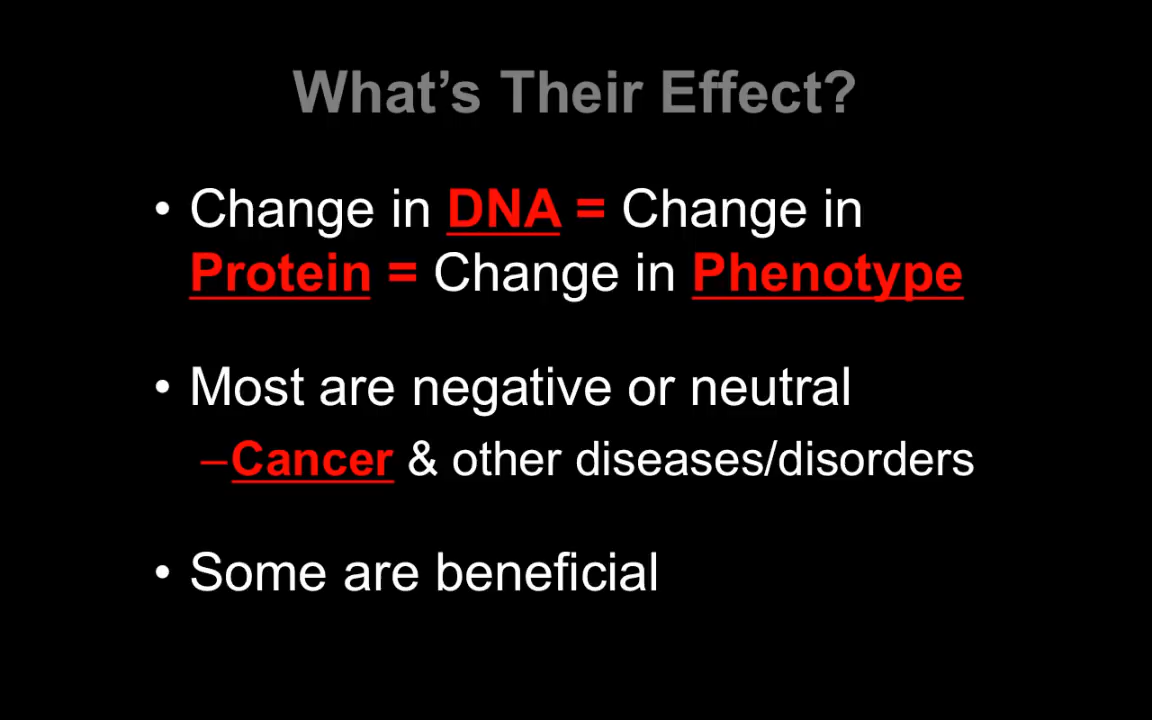 What's Their Effect?
• Change in DNA = Change in
Protein = Change in Phenotype
• Most are negative or neutral
–Cancer & other diseases/disorders
• Some are beneficial